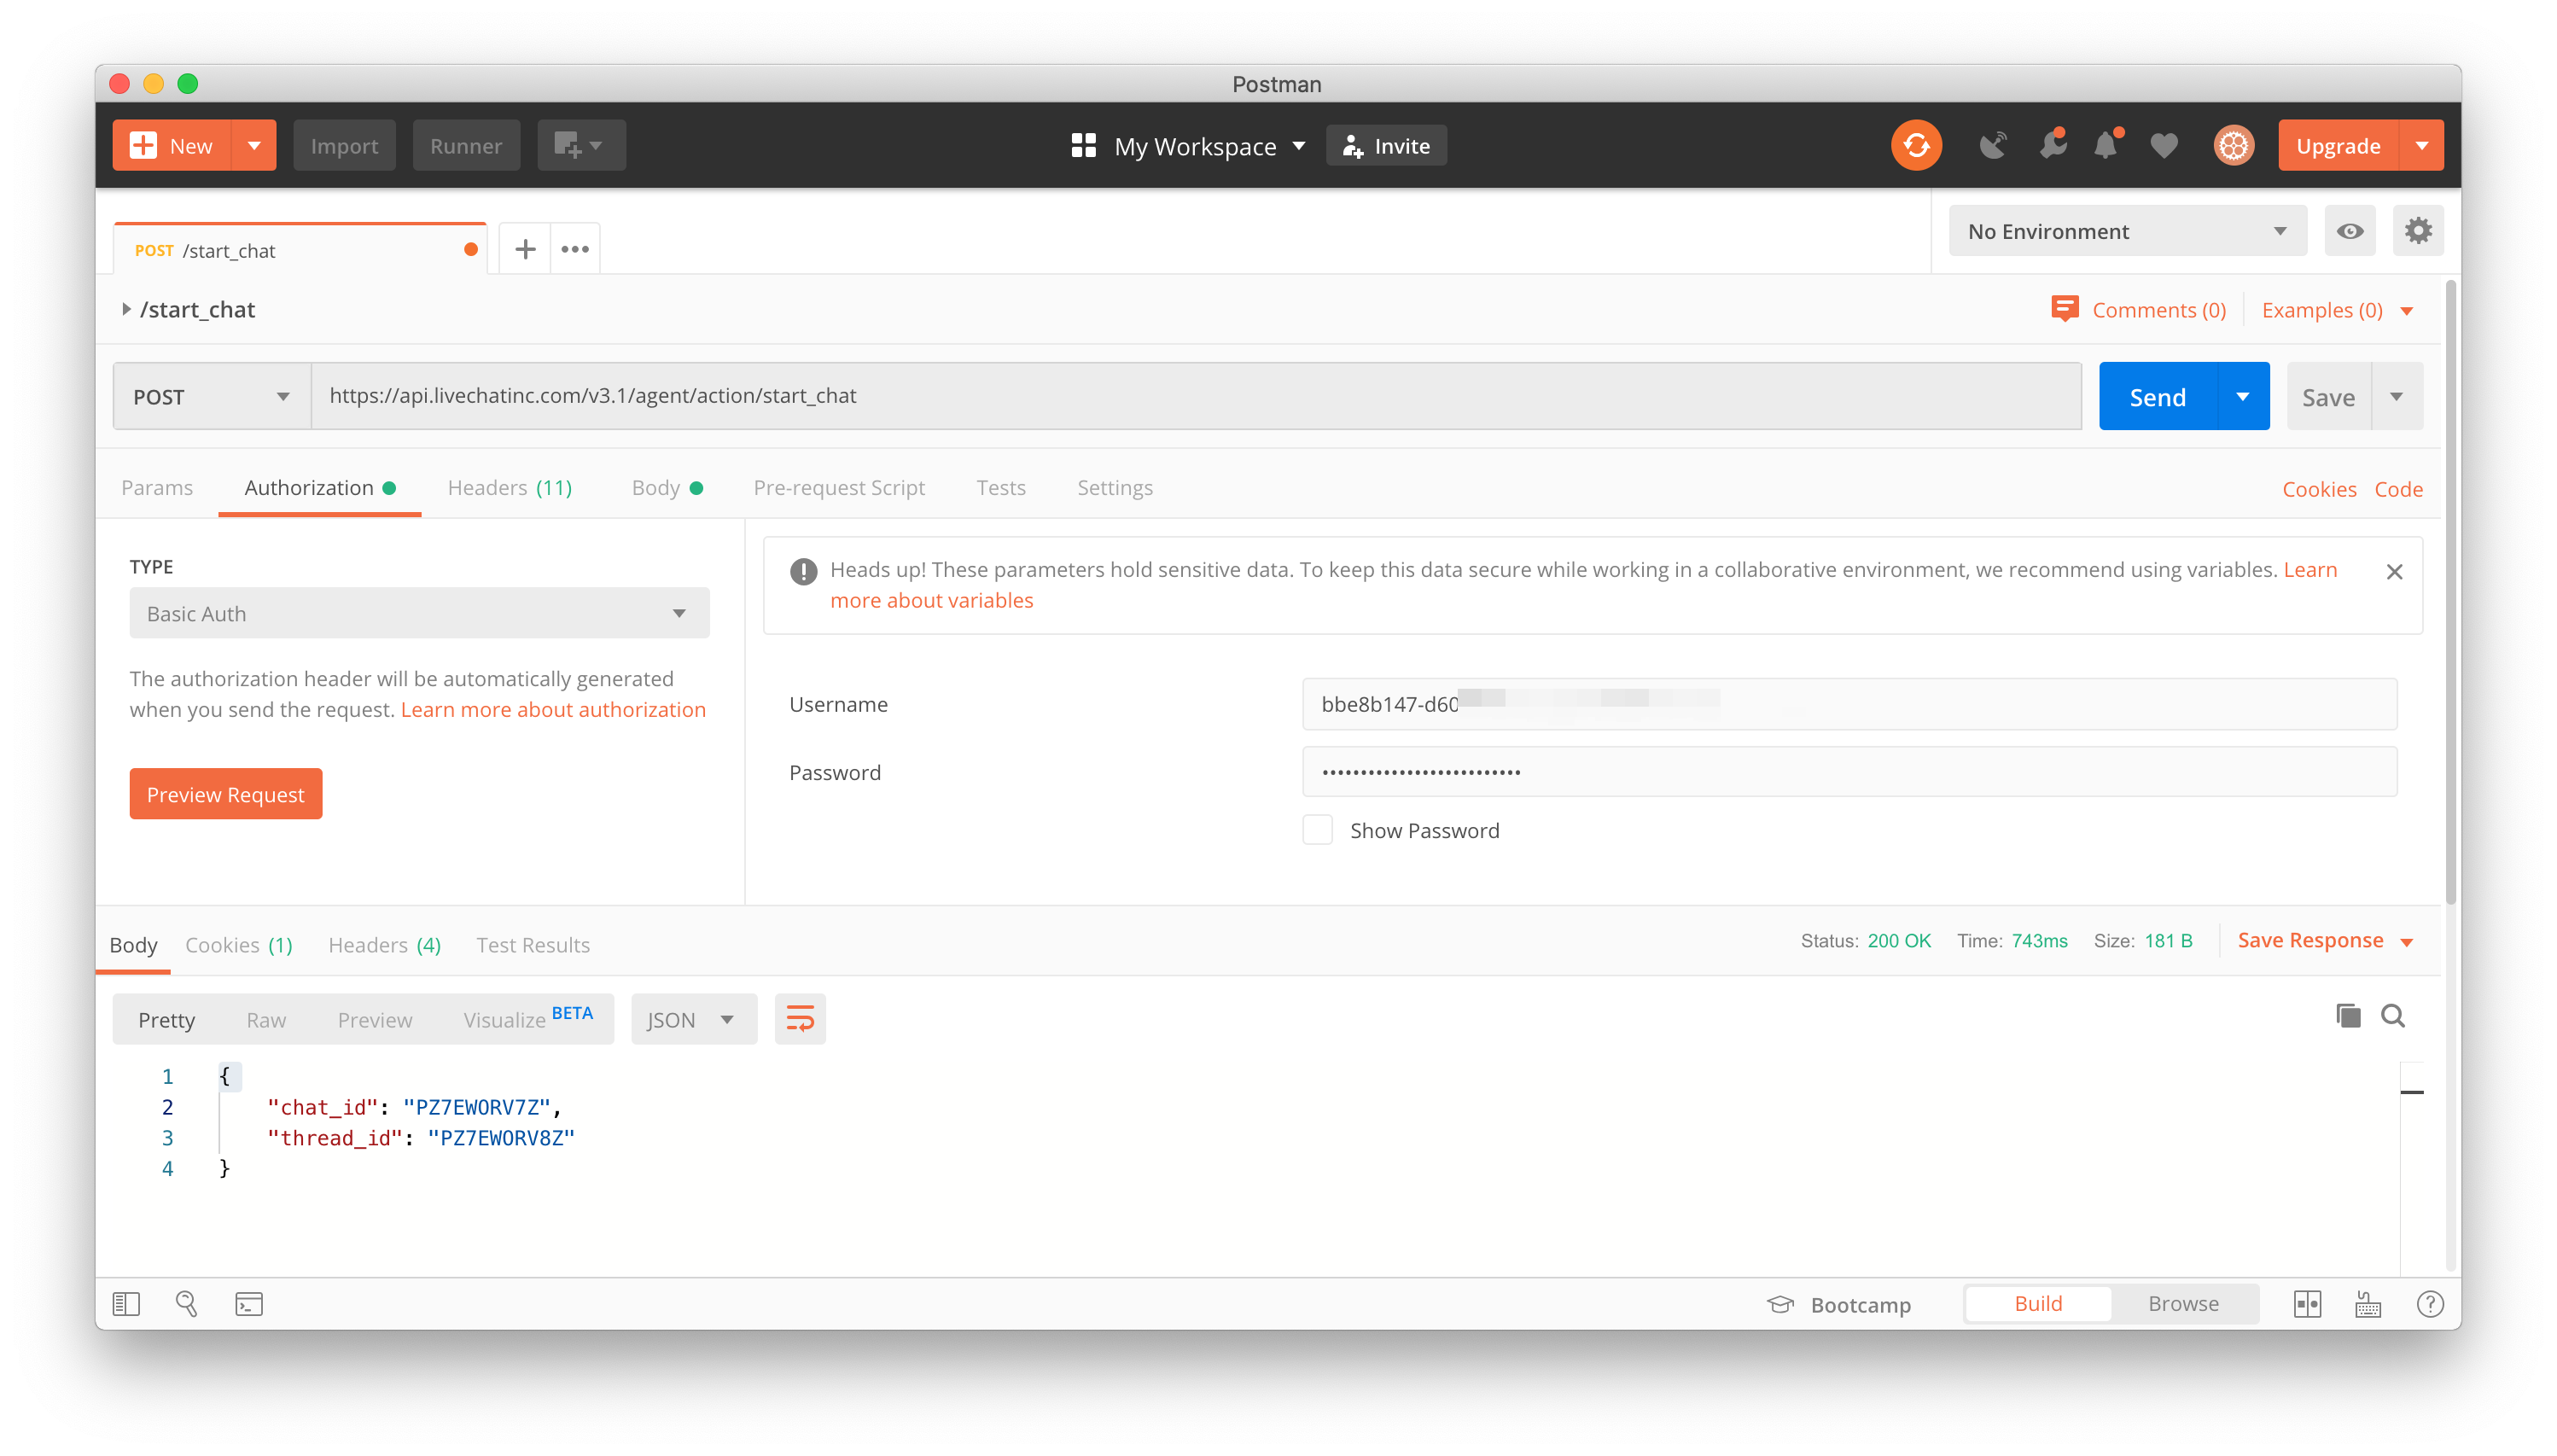 Postman
New
Import
Runner
My Workspace
Invite
Upgrade
POST /start_chat
No Environment
/start_chat
Comments (0)
Examples (0)
POST
https://api.livechatinc.com/v3.1/agent/action/start_chat
Send
Save
Params
Authorization
Headers (11)
Body
Pre-request Script
Tests
Settings
Cookies
Code
TYPE
Basic Auth
The authorization header will be automatically generated
when you send the request. Learn more about authorization
Preview Request
Heads up! These parameters hold sensitive data. To keep this data secure while working in a collaborative environment, we recommend using variables. Learn
more about variables
Username
bbe8b147-d60
Password
••••••••••••••••••••••••••
Show Password
Body
Cookies (1)
Headers (4)
Test Results
Status: 200 OK
Time: 743ms
Size: 181 B
Save Response
Pretty
Raw
Preview
Visualize BETA
JSON
1 {
2 "chat_id": "PZ7EWORV7Z",
3 "thread_id": "PZ7EWORV8Z"
4 }
Bootcamp
Build
Browse